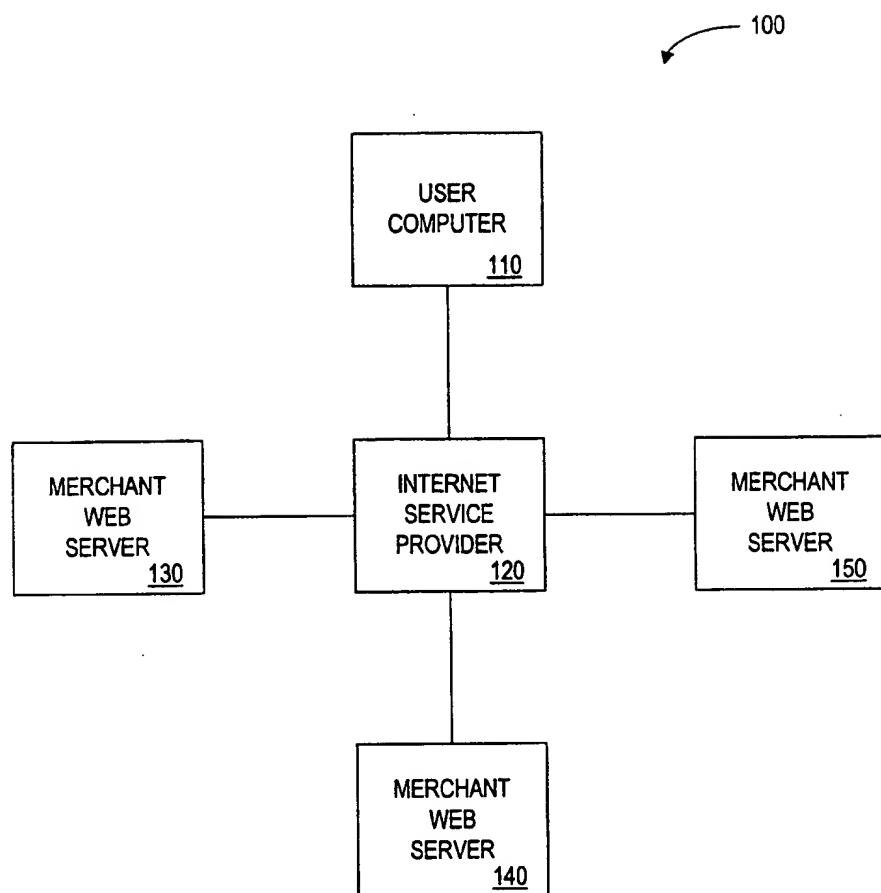 100
USER
COMPUTER
110
MERCHANT
WEB
SERVER
130
INTERNET
SERVICE
PROVIDER
120
MERCHANT
WEB
SERVER
150
MERCHANT
WEB
SERVER
140